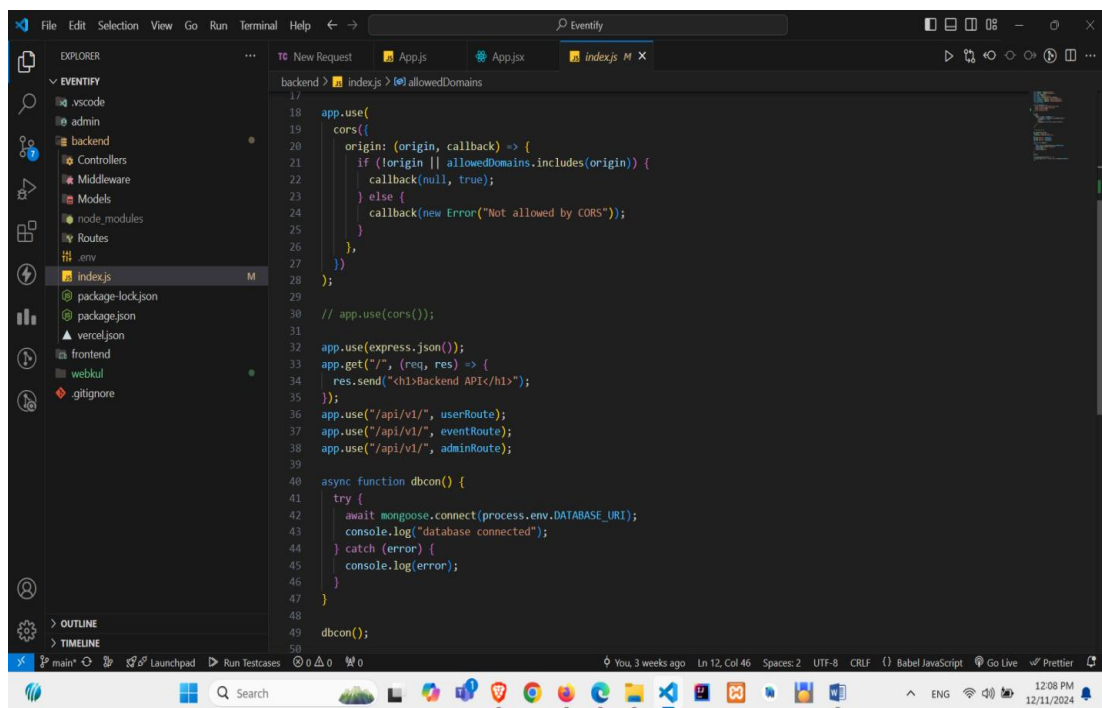 File Edit Selection View Go Run Terminal Help
Eventify
EXPLORER
EVENTIFY
.vscode
admin
backend
Controllers
Middleware
Models
node_modules
Routes
.env
index.js M
package-lock.json
package.json
vercel.json
frontend
webkul
.gitignore
OUTLINE
TIMELINE
TC New Request JS App.js App.jsx JS index.js M
backend > JS index.js > allowedDomains
17
18 app.use(
19 cors({
20 origin: (origin, callback) => {
21 if (!origin || allowedDomains.includes(origin)) {
22 callback(null, true);
23 } else {
24 callback(new Error("Not allowed by CORS"));
25 }
26 },
27 })
28 );
29
30 // app.use(cors());
31
32 app.use(express.json());
33 app.get("/", (req, res) => {
34 res.send("<h1>Backend API</h1>");
35 });
36 app.use("/api/v1/", userRoute);
37 app.use("/api/v1/", eventRoute);
38 app.use("/api/v1/", adminRoute);
39
40 async function dbcon() {
41 try {
42 await mongoose.connect(process.env.DATABASE_URI);
43 console.log("database connected");
44 } catch (error) {
45 console.log(error);
46 }
47 }
48
49 dbcon();
50
main* Launchpad Run Testcases 0 0 0 You, 3 weeks ago Ln 12, Col 46 Spaces: 2 UTF-8 CRLF {} Babel JavaScript Go Live Prettier
Search ENG 12:08 PM
12/11/2024